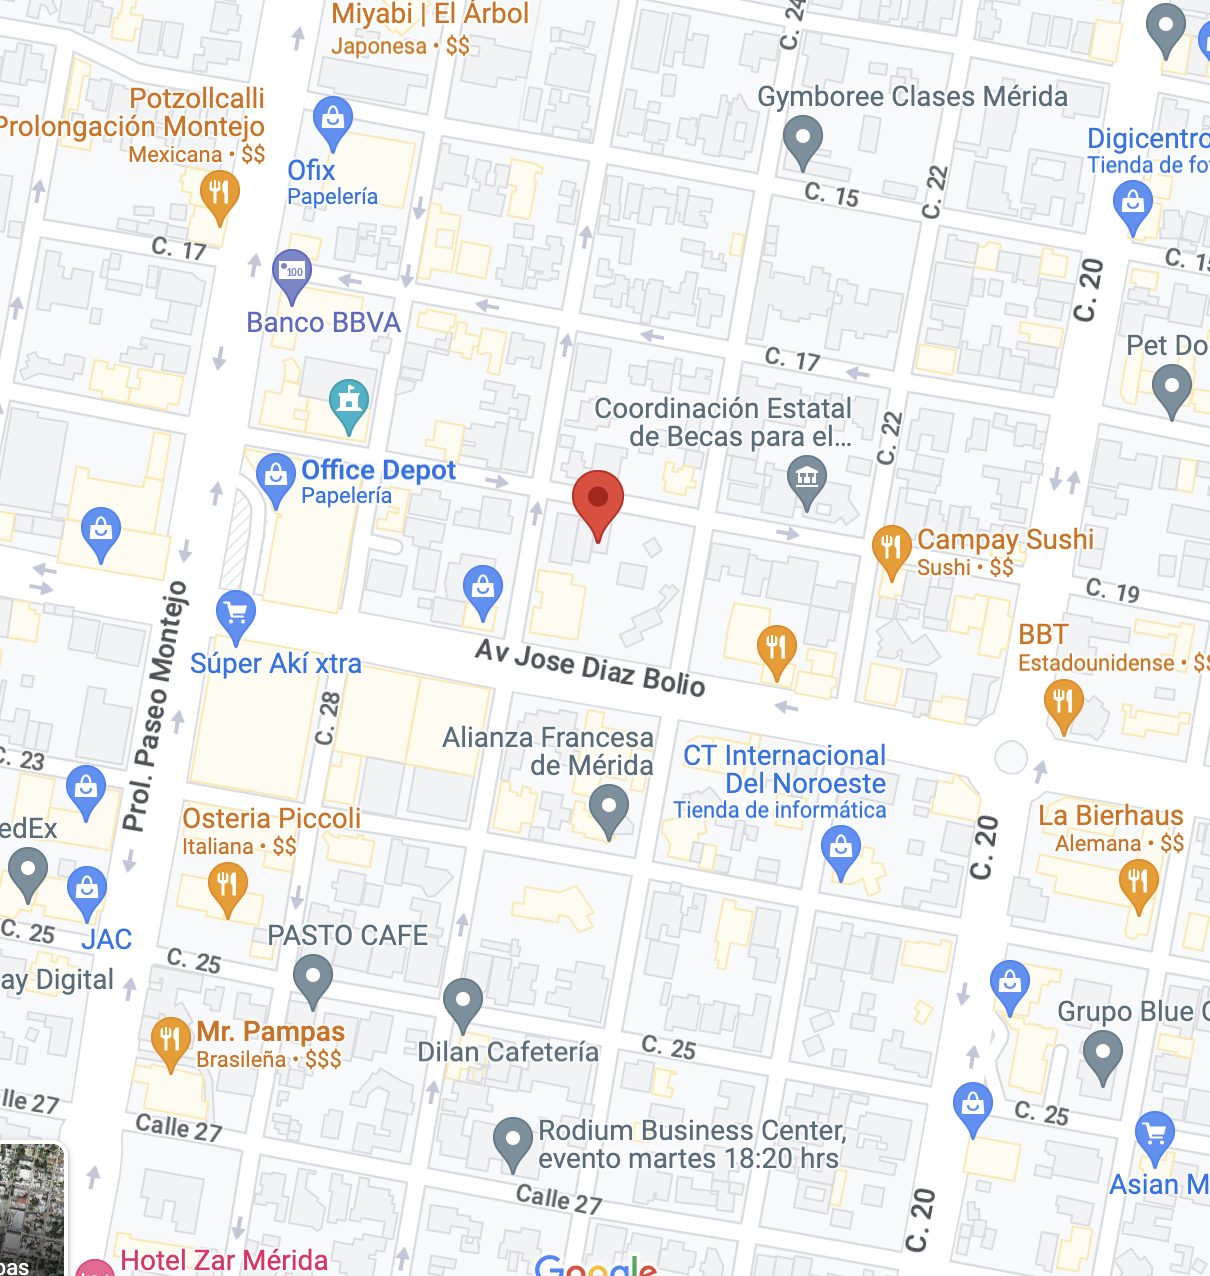 Miyabi | El Árbol
Japonesa • $$
C. 24
Potzollcalli
Prolongación Montejo
Mexicana • $$
Gymboree Clases Mérida
Ofix
Papelería
Digicentro
Tienda de fo
C. 15
C. 22
C. 17
C. 15
C. 20
100
Banco BBVA
Pet Do
C. 17
Coordinación Estatal
de Becas para el...
C. 22
Office Depot
Papelería
Campay Sushi
Sushi • $$
C. 19
Prol. Paseo Montejo
BBT
Estadounidense • $$
Súper Akí xtra
Av Jose Diaz Bolio
C. 28
Alianza Francesa
de Mérida
CT Internacional
Del Noroeste
Tienda de informática
C. 23
Osteria Piccoli
Italiana • $$
La Bierhaus
Alemana • $$
C. 20
edEx
C. 25
JAC
PASTO CAFE
C. 25
ay Digital
Mr. Pampas
Brasileña • $$$
Dilan Cafetería
C. 25
Grupo Blue C
lle 27
Calle 27
C. 25
Rodium Business Center,
evento martes 18:20 hrs
Calle 27
Asian M
C. 20
Hotel Zar Mérida
Google
pas